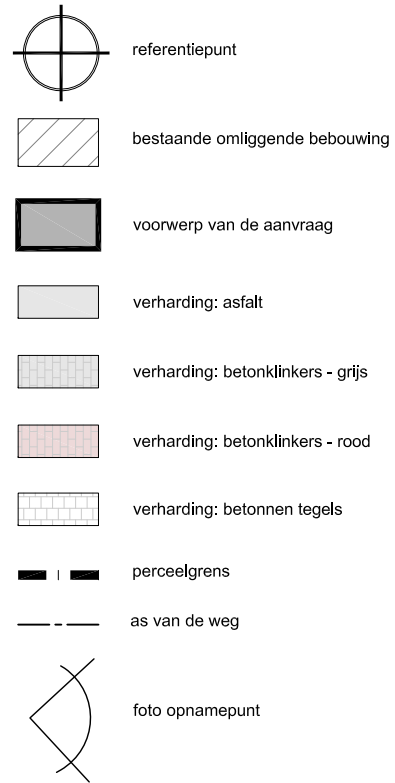 referentiepunt
bestaande omliggende bebouwing
voorwerp van de aanvraag
verharding: asfalt
verharding: betonklinkers - grijs
verharding: betonklinkers - rood
verharding: betonnen tegels
perceelgrens
as van de weg
foto opnamepunt